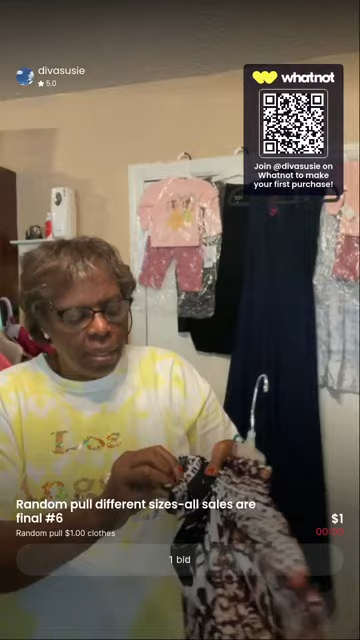 divasusie
5.0
whatnot
Join @divasusie on
Whatnot to make
your first purchase!
Los
Random pull different sizes-all sales are
final #6
$1
Random pull $1.00 clothes
1 bid